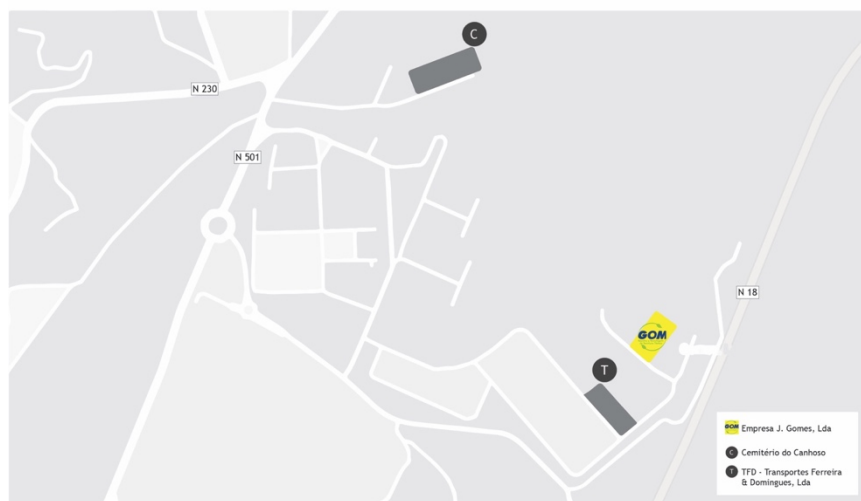 C
N 230
N 501
N 18
GOM
T
GOM Empresa J. Gomes, Lda
C Cemitério do Canhoso
T TFD - Transportes Ferreira
& Domingues, Lda